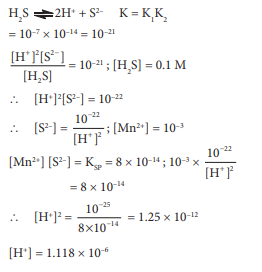 H₂S ⇌ 2H⁺ + S²⁻ K = K₁K₂
= 10⁻⁷ × 10⁻¹⁴ = 10⁻²¹
[H⁺]²[S²⁻] / [H₂S] = 10⁻²¹ ; [H₂S] = 0.1 M
∴ [H⁺]²[S²⁻] = 10⁻²²
∴ [S²⁻] = 10⁻²² / [H⁺]² ; [Mn²⁺] = 10⁻³
[Mn²⁺] [S²⁻] = K_SP = 8 × 10⁻¹⁴ ; 10⁻³ × 10⁻²² / [H⁺]²
= 8 × 10⁻¹⁴
∴ [H⁺]² = 10⁻²⁵ / 8×10⁻¹⁴ = 1.25 × 10⁻¹²
[H⁺] = 1.118 × 10⁻⁶